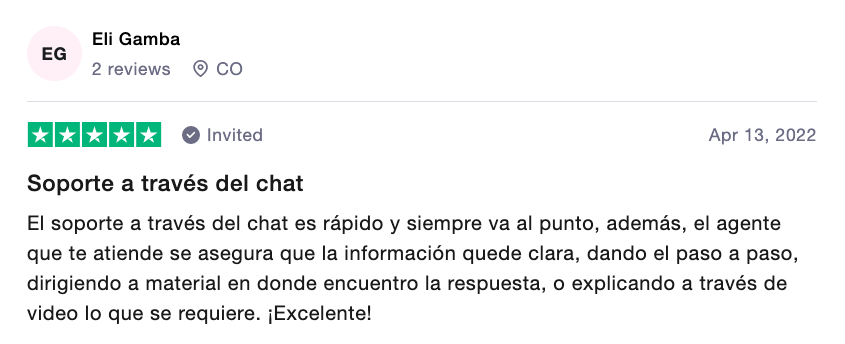 EG
Eli Gamba
2 reviews CO
Invited
Apr 13, 2022
Soporte a través del chat
El soporte a través del chat es rápido y siempre va al punto, además, el agente
que te atiende se asegura que la información quede clara, dando el paso a paso,
dirigiendo a material en donde encuentro la respuesta, o explicando a través de
video lo que se requiere. ¡Excelente!